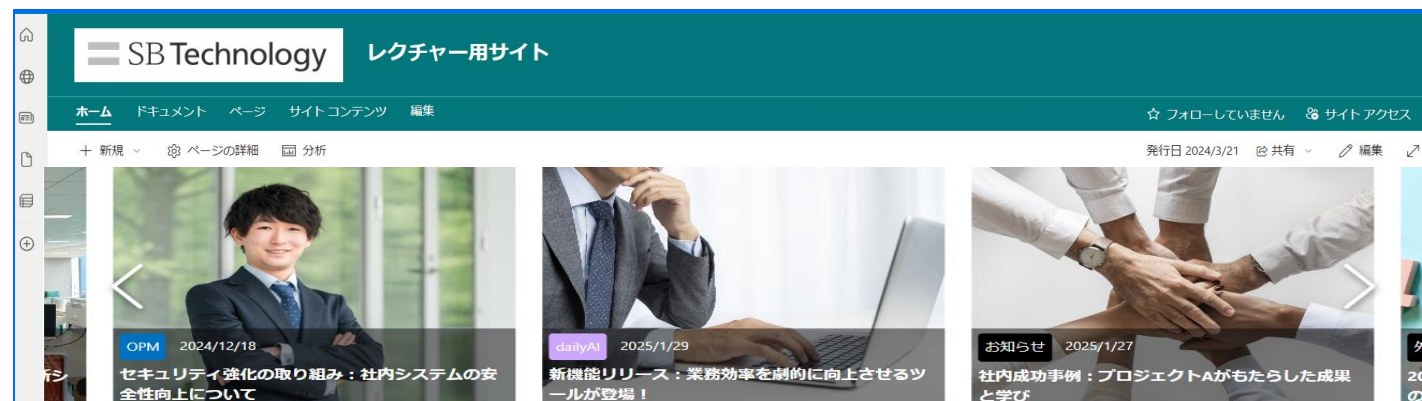 SB Technology
レクチャー用サイト
ホーム ドキュメント ページ サイト コンテンツ 編集
フォローしていません サイト アクセス
新規 ページの詳細 分析
発行日 2024/3/21 共有 編集
OPM 2024/12/18
セキュリティ強化の取り組み：社内システムの安
全性向上について
dailyAI 2025/1/29
新機能リリース：業務効率を劇的に向上させるツ
ールが登場！
お知らせ 2025/1/27
社内成功事例：プロジェクトAがもたらした成果
と学び
20
の